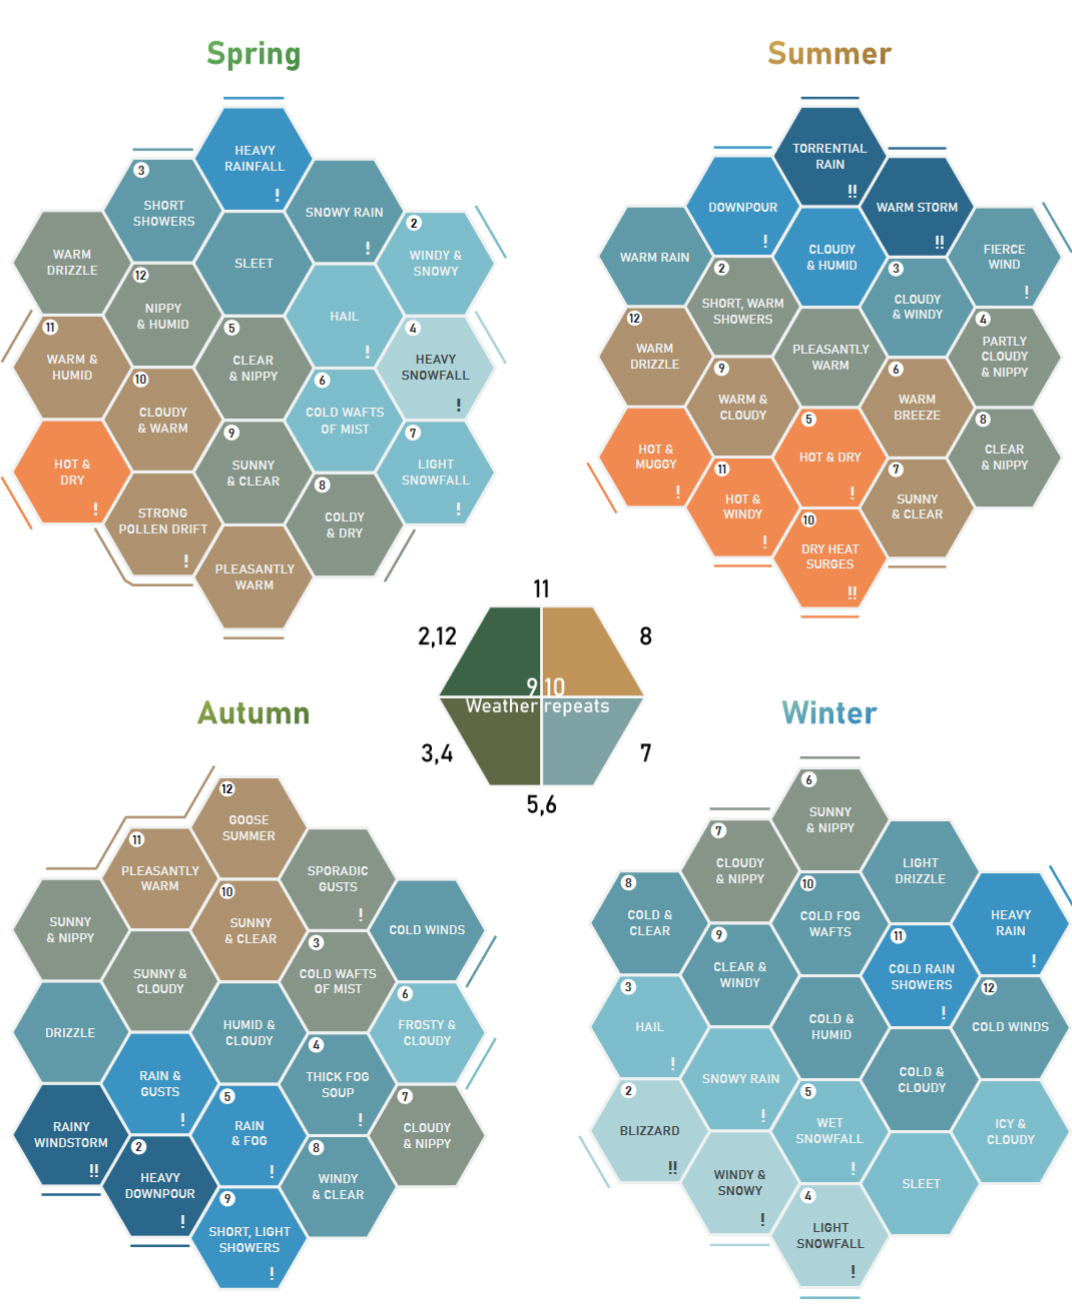 Spring
HEAVY
RAINFALL
!
3
SHORT
SHOWERS
SNOWY RAIN
!
2
WINDY &
SNOWY
WARM
DRIZZLE
SLEET
12
NIPPY
& HUMID
HAIL
!
11
WARM &
HUMID
5
CLEAR
& NIPPY
4
HEAVY
SNOWFALL
!
10
CLOUDY
& WARM
6
COLD WAFTS
OF MIST
HOT &
DRY
!
9
SUNNY
& CLEAR
7
LIGHT
SNOWFALL
!
STRONG
POLLEN DRIFT
!
8
COLDY
& DRY
PLEASANTLY
WARM
Summer
TORRENTIAL
RAIN
!!
DOWNPOUR
!
WARM STORM
!!
WARM RAIN
CLOUDY
& HUMID
FIERCE
WIND
!
2
SHORT, WARM
SHOWERS
3
CLOUDY
& WINDY
12
WARM
DRIZZLE
PLEASANTLY
WARM
4
PARTLY
CLOUDY
& NIPPY
9
WARM &
CLOUDY
6
WARM
BREEZE
HOT &
MUGGY
!
5
HOT & DRY
!
8
CLEAR
& NIPPY
11
HOT &
WINDY
!
7
SUNNY
& CLEAR
10
DRY HEAT
SURGES
!!
11
2,12
8
9 10
Weather repeats
3,4
7
5,6
Autumn
12
GOOSE
SUMMER
11
PLEASANTLY
WARM
SPORADIC
GUSTS
!
SUNNY
& NIPPY
10
SUNNY
& CLEAR
COLD WINDS
SUNNY &
CLOUDY
3
COLD WAFTS
OF MIST
DRIZZLE
HUMID &
CLOUDY
6
FROSTY &
CLOUDY
RAIN &
GUSTS
!
4
THICK FOG
SOUP
!
RAINY
WINDSTORM
!!
5
RAIN
& FOG
!
7
CLOUDY
& NIPPY
2
HEAVY
DOWNPOUR
!
8
WINDY
& CLEAR
9
SHORT, LIGHT
SHOWERS
!
Winter
6
SUNNY
& NIPPY
7
CLOUDY
& NIPPY
LIGHT
DRIZZLE
8
COLD &
CLEAR
10
COLD FOG
WAFTS
HEAVY
RAIN
!
9
CLEAR &
WINDY
11
COLD RAIN
SHOWERS
!
3
HAIL
!
COLD &
HUMID
12
COLD WINDS
SNOWY RAIN
!
COLD &
CLOUDY
2
BLIZZARD
!!
5
WET
SNOWFALL
!
ICY &
CLOUDY
WINDY &
SNOWY
!
SLEET
4
LIGHT
SNOWFALL
!